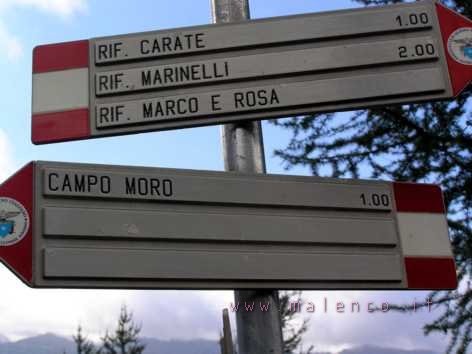 RIF. CARATE 1.00
RIF. MARINELLI 2.00
RIF. MARCO E ROSA
CAMPO MORO 1.00
www.malenco.it